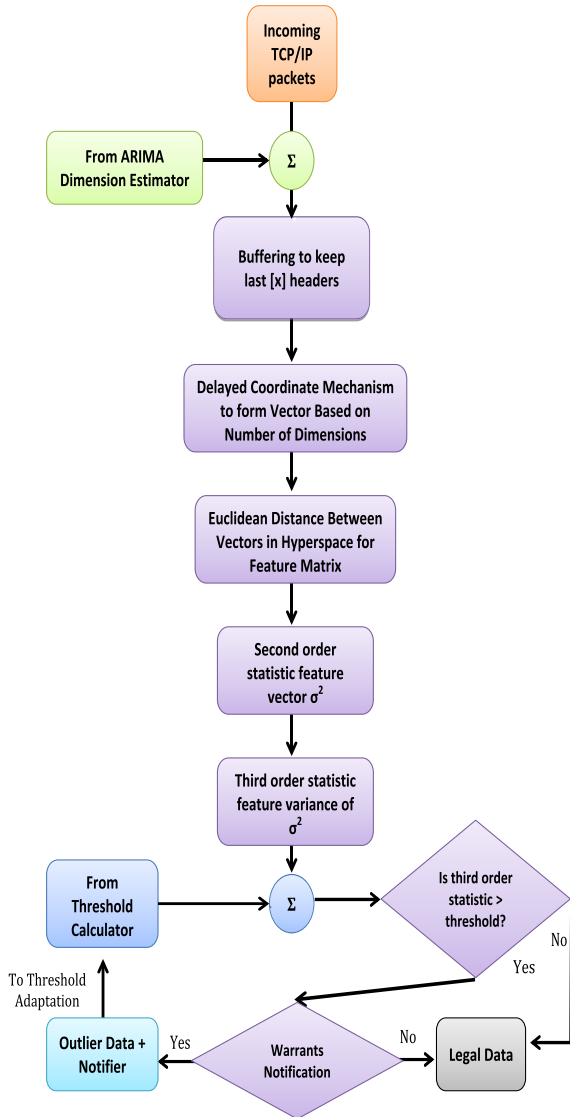 Incoming
TCP/IP
packets
From ARIMA
Dimension Estimator
Σ
Buffering to keep
last [x] headers
Delayed Coordinate Mechanism
to form Vector Based on
Number of Dimensions
Euclidean Distance Between
Vectors in Hyperspace for
Feature Matrix
Second order
statistic feature
vector σ²
Third order statistic
feature variance of
σ²
From
Threshold
Calculator
Σ
Is third order
statistic >
threshold?
No
Yes
To Threshold
Adaptation
Outlier Data +
Notifier
Yes
Warrants
Notification
No
Legal Data